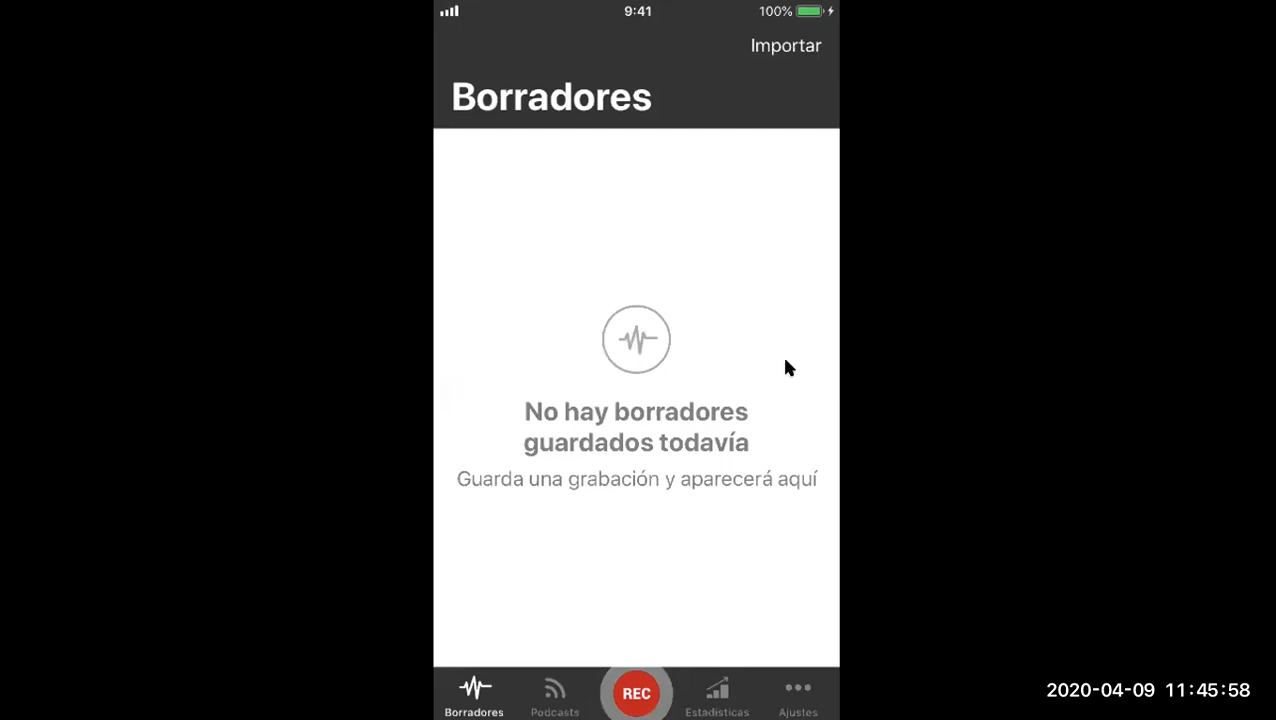 9:41
100%
Importar
Borradores
No hay borradores
guardados todavía
Guarda una grabación y aparecerá aquí
REC
Borradores
Podcasts
Estadísticas
Ajustes
2020-04-09 11:45:58